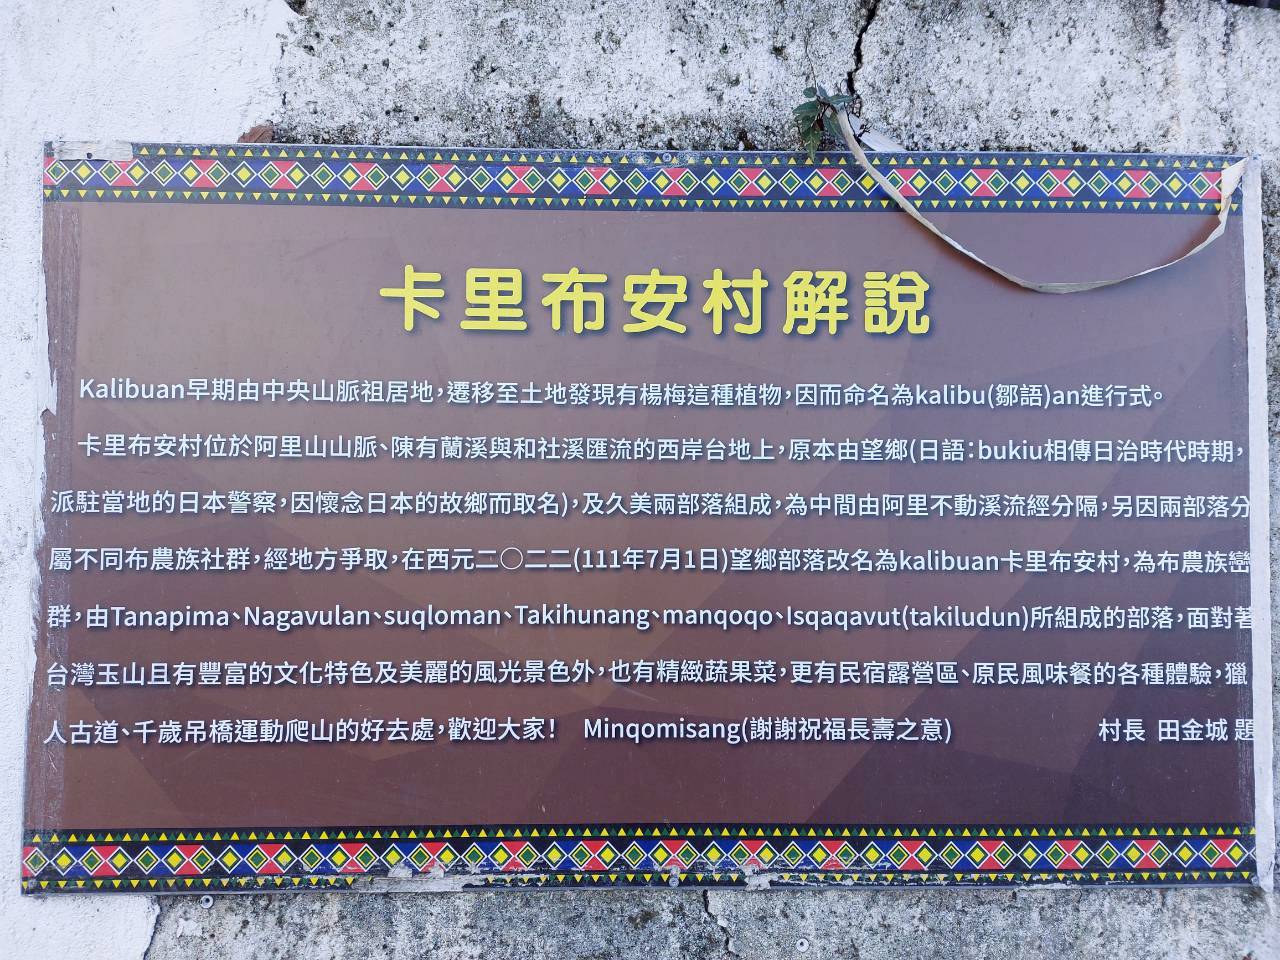 卡里布安村解說
Kalibuan早期由中央山脈祖居地，遷移至土地發現有楊梅這種植物，因而命名為kalibu(鄒語)an進行式。
卡里布安村位於阿里山山脈、陳有蘭溪與和社溪匯流的西岸台地上，原本由望鄉(日語：bukiu相傳日治時代時期，
派駐當地的日本警察，因懷念日本的故鄉而取名)，及久美兩部落組成，為中間由阿里不動溪流經分隔，另因兩部落分
屬不同布農族社群，經地方爭取，在西元二〇二二(111年7月1日)望鄉部落改名為kalibuan卡里布安村，為布農族巒
群，由Tanapima、Nagavulan、suqloman、Takihunang、manqoqo、Isqaqavut(takiludun)所組成的部落，面對著
台灣玉山且有豐富的文化特色及美麗的風光景色外，也有精緻蔬果菜，更有民宿露營區、原民風味餐的各種體驗，獵
人古道、千歲吊橋運動爬山的好去處，歡迎大家！ Minqomisang(謝謝祝福長壽之意) 村長 田金城 題